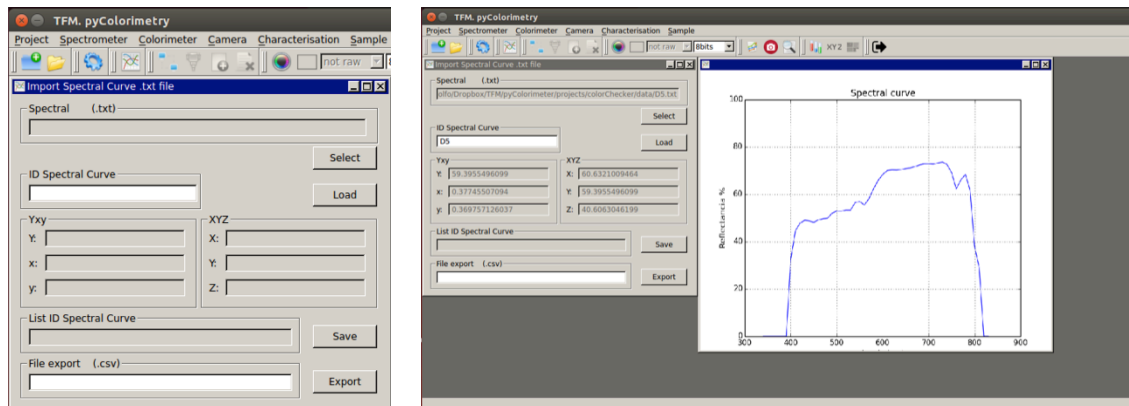 TFM. pyColorimetry
Project Spectrometer Colorimeter Camera Characterisation Sample
not raw
Import Spectral Curve .txt file
Spectral (.txt)
Select
ID Spectral Curve
Load
Yxy
XYZ
Y:
X:
x:
Y:
y:
Z:
List ID Spectral Curve
Save
File export (.csv)
Export
TFM. pyColorimetry
Project Spectrometer Colorimeter Camera Characterisation Sample
not raw 8bits XYZ
Import Spectral Curve .txt file
Spectral (.txt)
olfo/Dropbox/TFM/pyColorimeter/projects/colorChecker/data/D5.txt
Select
ID Spectral Curve
D5
Load
Yxy
XYZ
Y: 59.3955496099
X: 60.6321009464
x: 0.37745507094
Y: 59.3955496099
y: 0.369757126037
Z: 40.6063046199
List ID Spectral Curve
Save
File export (.csv)
Export
Spectral curve
Reflectancia %
100
80
60
40
20
0
300 400 500 600 700 800 900